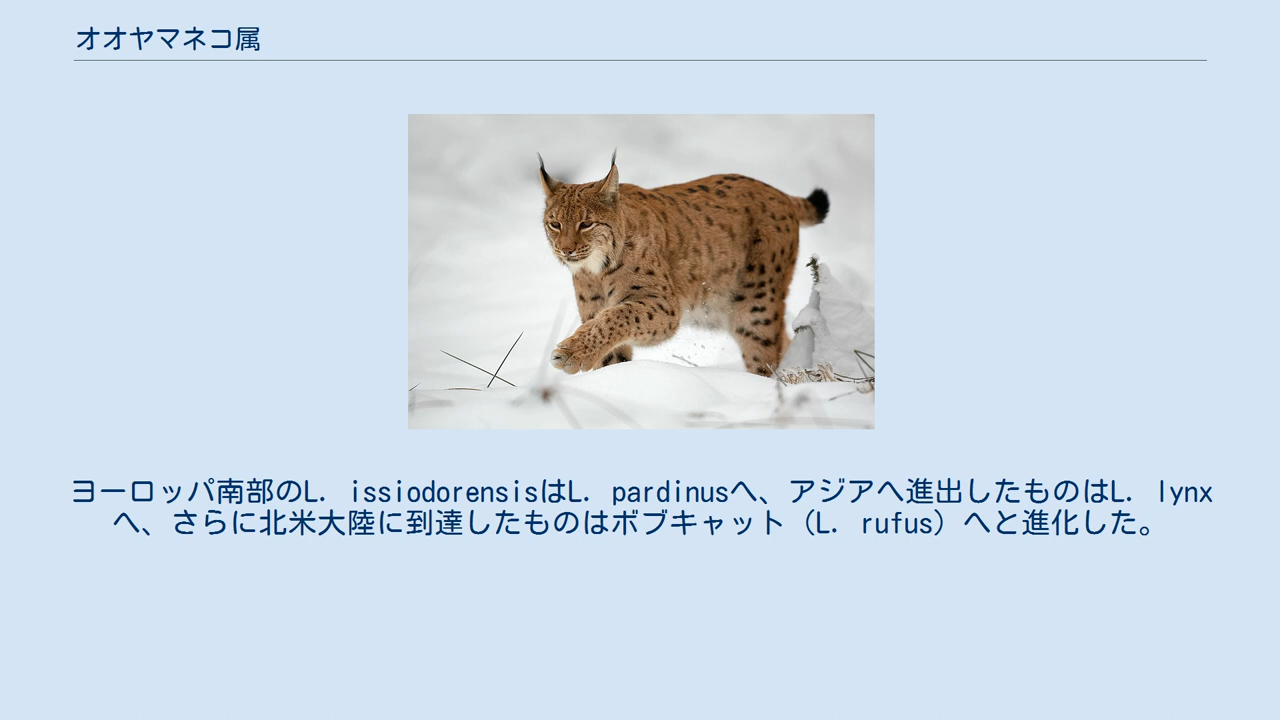 オオヤマネコ属
ヨーロッパ南部のL. issiodorensisはL. pardinusへ、アジアへ進出したものはL. lynx
へ、さらに北米大陸に到達したものはボブキャット（L. rufus）へと進化した。